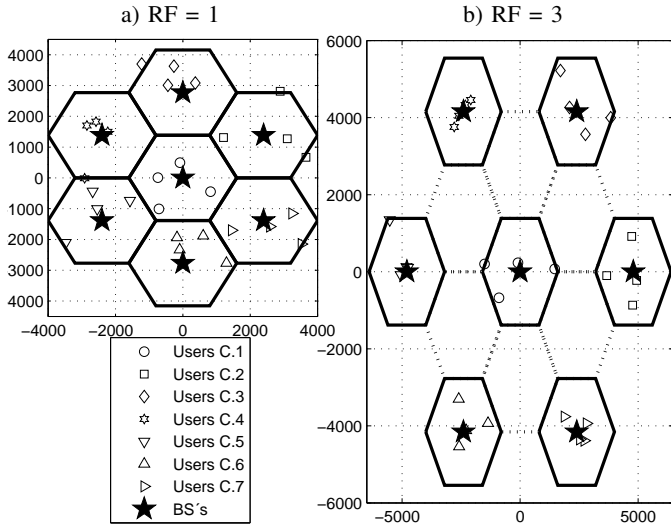 a) RF = 1
b) RF = 3
4000
3000
2000
1000
0
1000
2000
3000
4000
−4000
−2000
0
2000
4000
Users C.1
Users C.2
Users C.3
Users C.4
Users C.5
Users C.6
Users C.7
BS´s
6000
4000
2000
0
−2000
−4000
−6000
−5000
0
5000